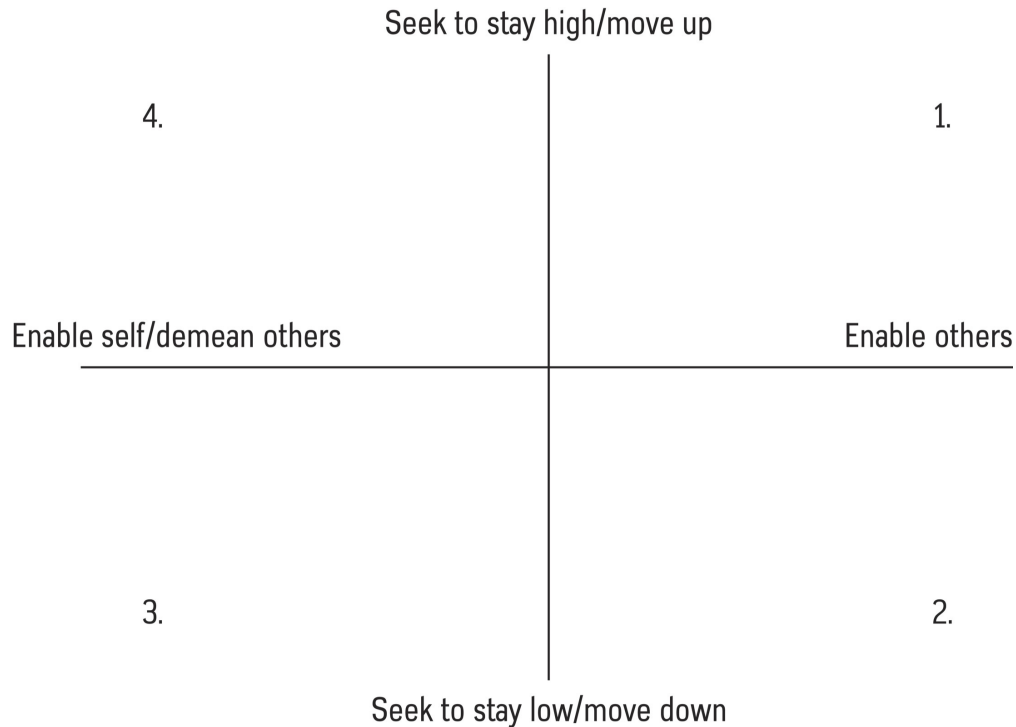 Seek to stay high/move up
4.
1.
Enable self/demean others
Enable others
3.
2.
Seek to stay low/move down